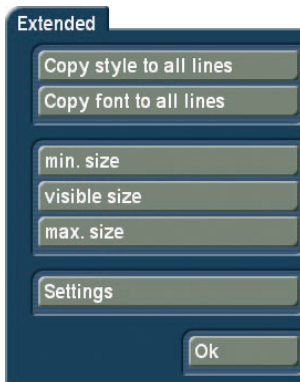 Extended
Copy style to all lines
Copy font to all lines
min. size
visible size
max. size
Settings
Ok